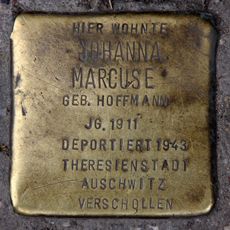 HIER WOHNTE
JOHANNA
MARCUSE
GEB. HOFFMANN
JG. 1911
DEPORTIERT 1943
THERESIENSTADT
AUSCHWITZ
VERSCHOLLEN